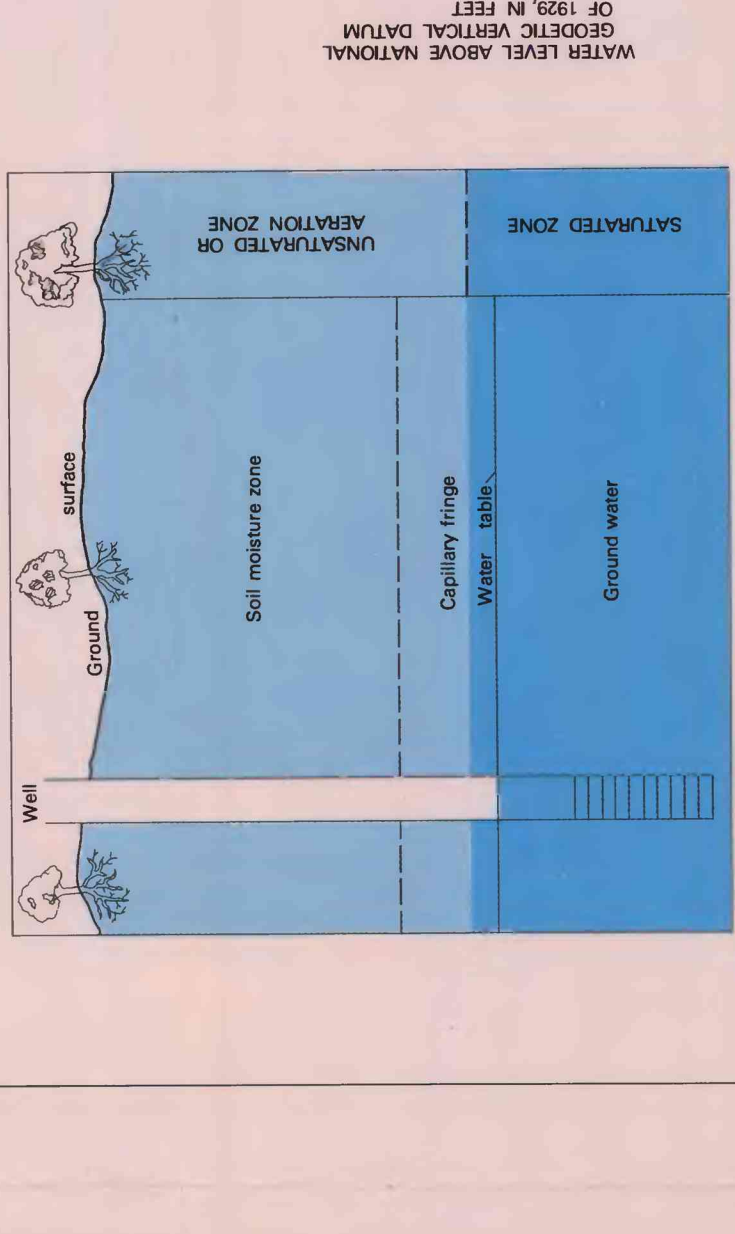 Well
Ground surface
Soil moisture zone
Capillary fringe
Water table
Ground water
UNSATURATED OR
AERATION ZONE
SATURATED ZONE
WATER LEVEL ABOVE NATIONAL
GEODETIC VERTICAL DATUM
OF 1929, IN FEET